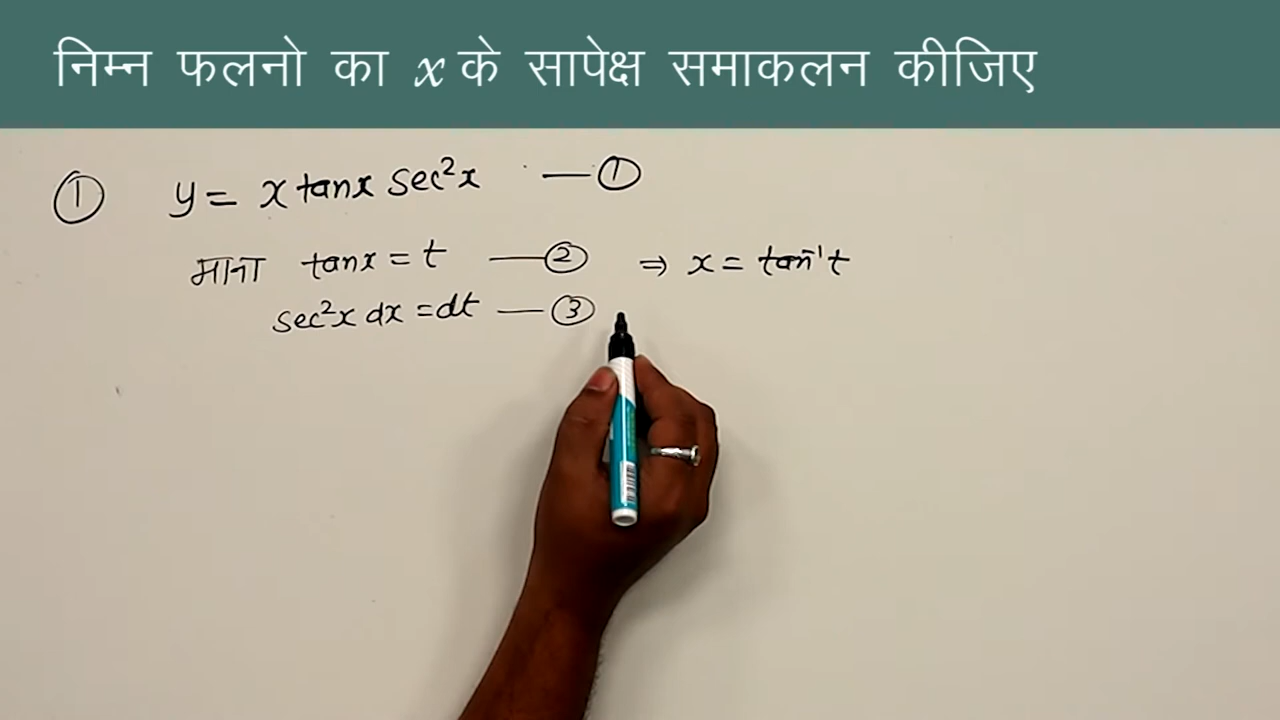 निम्न फलनो का x के सापेक्ष समाकलन कीजिए
① y = x tanx sec²x —①
माना tanx = t —② ⇒ x = tan⁻¹t
sec²x dx = dt —③